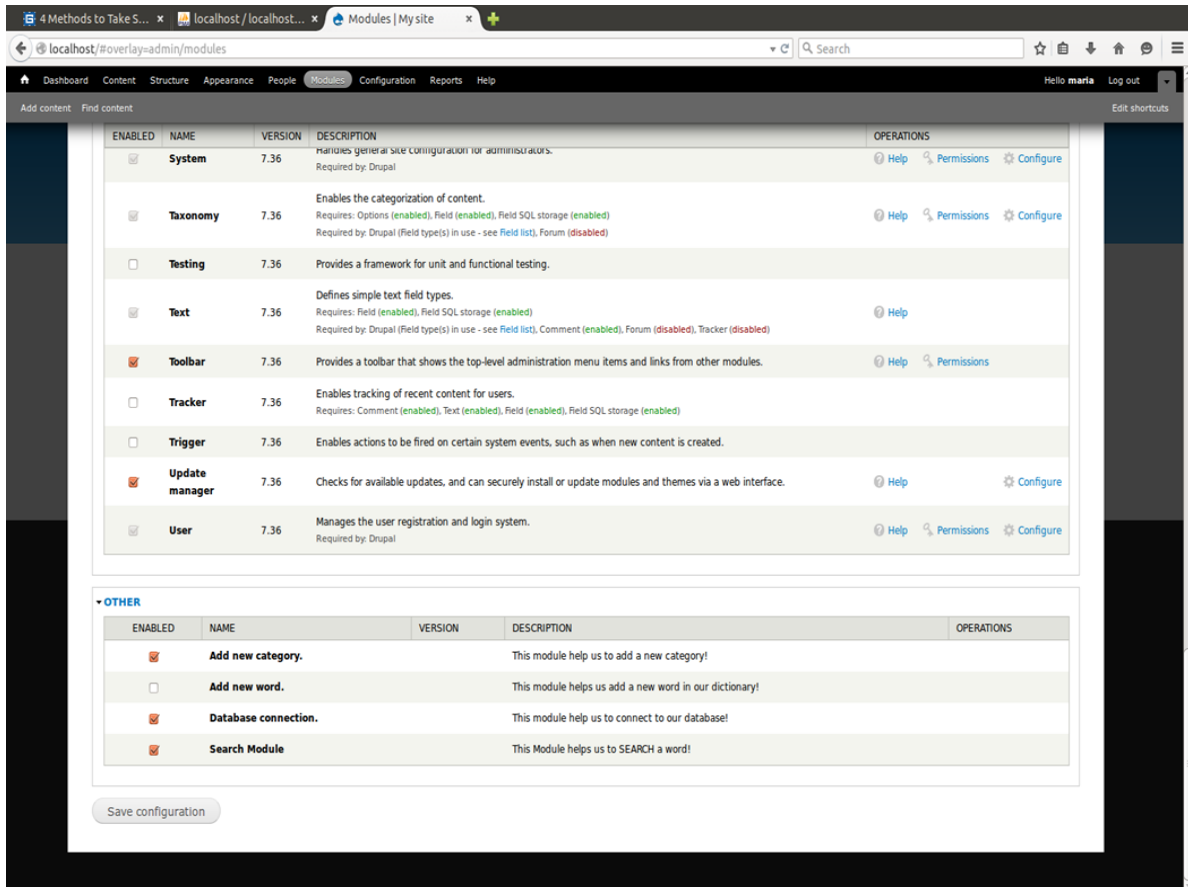 4 Methods to Take S... ×
localhost / localhost... ×
Modules | My site ×
localhost/#overlay=admin/modules
Search
Dashboard Content Structure Appearance People Modules Configuration Reports Help Hello maria Log out
Add content Find content Edit shortcuts
ENABLED NAME VERSION DESCRIPTION OPERATIONS
Handles general site configuration for administrators.
System 7.36 Help Permissions Configure
Required by: Drupal
Enables the categorization of content.
Taxonomy 7.36 Requires: Options (enabled), Field (enabled), Field SQL storage (enabled) Help Permissions Configure
Required by: Drupal (Field type(s) in use - see Field list), Forum (disabled)
Testing 7.36 Provides a framework for unit and functional testing.
Defines simple text field types.
Text 7.36 Requires: Field (enabled), Field SQL storage (enabled) Help
Required by: Drupal (Field type(s) in use - see Field list), Comment (enabled), Forum (disabled), Tracker (disabled)
Toolbar 7.36 Provides a toolbar that shows the top-level administration menu items and links from other modules. Help Permissions
Enables tracking of recent content for users.
Tracker 7.36
Requires: Comment (enabled), Text (enabled), Field (enabled), Field SQL storage (enabled)
Trigger 7.36 Enables actions to be fired on certain system events, such as when new content is created.
Update
manager 7.36 Checks for available updates, and can securely install or update modules and themes via a web interface. Help Configure
Manages the user registration and login system.
User 7.36 Help Permissions Configure
Required by: Drupal
OTHER
ENABLED NAME VERSION DESCRIPTION OPERATIONS
Add new category. This module help us to add a new category!
Add new word. This module helps us add a new word in our dictionary!
Database connection. This module help us to connect to our database!
Search Module This Module helps us to SEARCH a word!
Save configuration